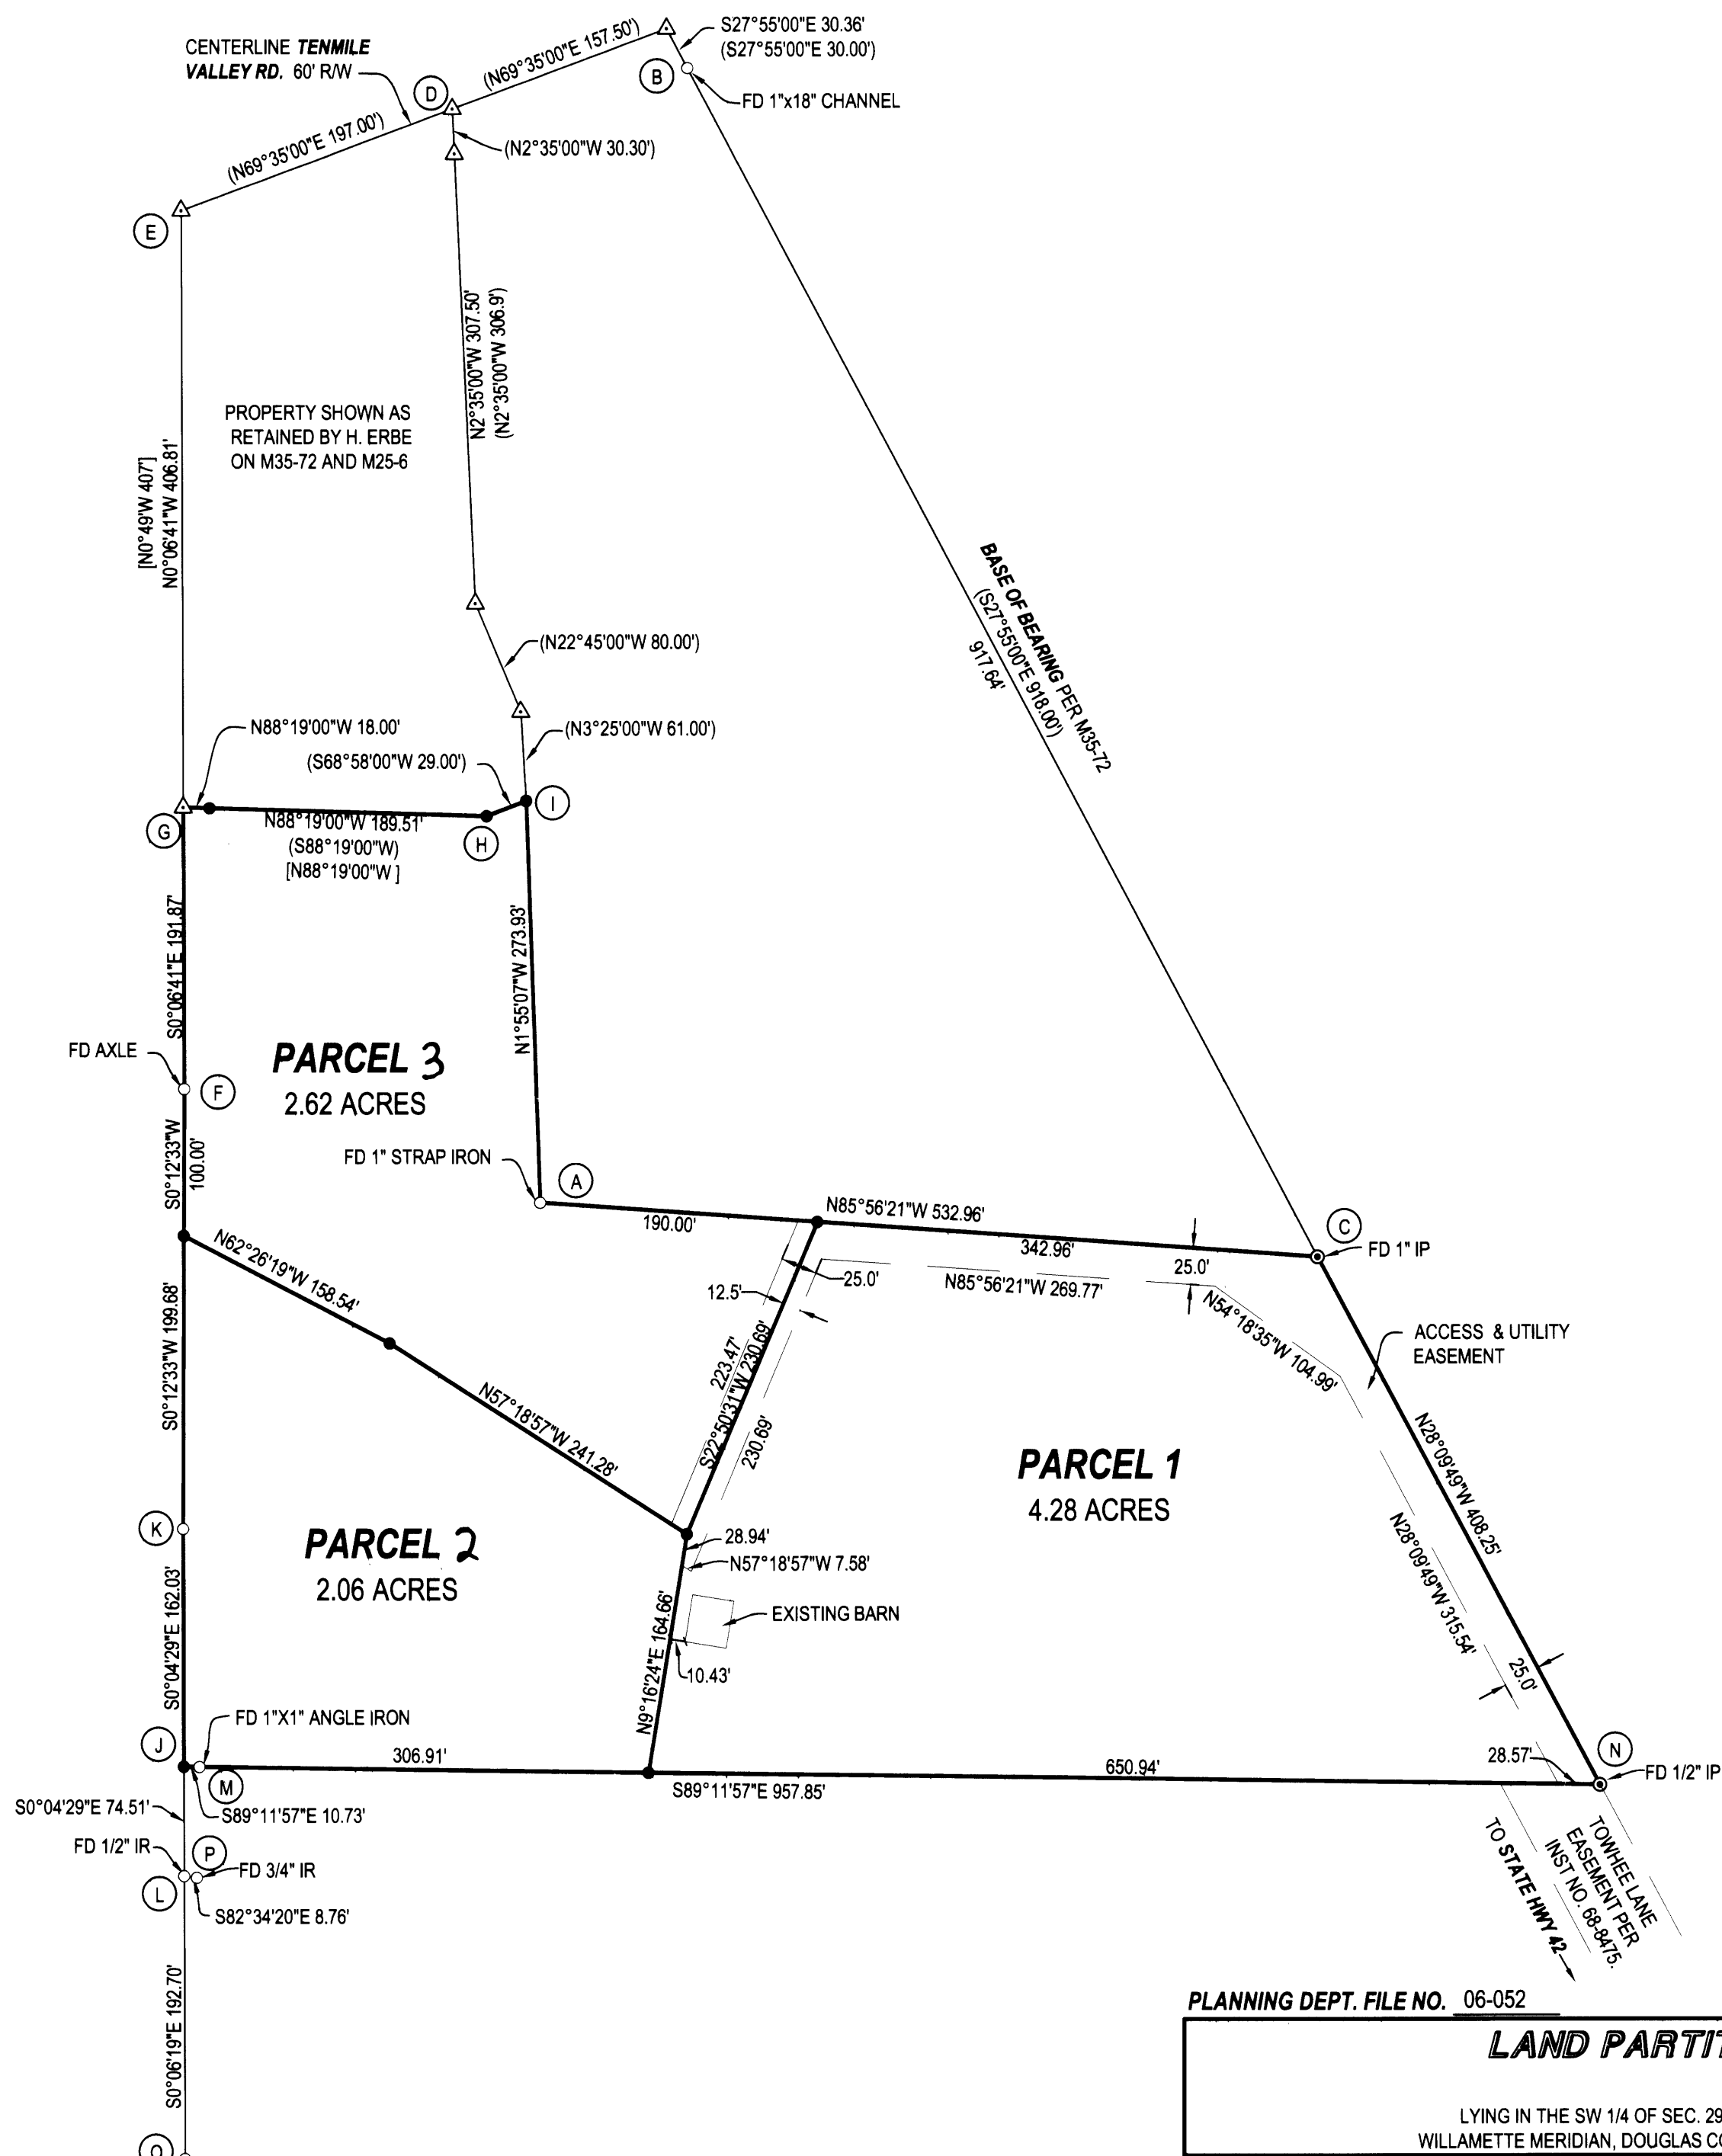 CENTERLINE TENMILE
VALLEY RD. 60' R/W
(N69°35'00"E 157.50')
S27°55'00"E 30.36'
(S27°55'00"E 30.00')
B
FD 1"x18" CHANNEL
D
(N69°35'00"E 197.00')
(N2°35'00"W 30.30')
E
N2°35'00"W 307.50'
(N2°35'00"W 306.9')
PROPERTY SHOWN AS
RETAINED BY H. ERBE
ON M35-72 AND M25-6
[N0°49'W 407']
N0°06'41"W 406.81'
BASE OF BEARING PER M35-72
(S27°55'00"E 918.00')
917.64'
(N22°45'00"W 80.00')
N88°19'00"W 18.00'
(N3°25'00"W 61.00')
(S68°58'00"W 29.00')
I
G
N88°19'00"W 189.51'
(S88°19'00"W)
[N88°19'00"W ]
H
S0°06'41"E 191.87'
N1°55'07"W 273.93'
FD AXLE
F
PARCEL 3
2.62 ACRES
S0°12'33"W
100.00'
FD 1" STRAP IRON
A
190.00'
N85°56'21"W 532.96'
342.96'
C
FD 1" IP
25.0'
N62°26'19"W 158.54'
12.5'
25.0'
N85°56'21"W 269.77'
N54°18'35"W 104.99'
ACCESS & UTILITY
EASEMENT
S0°12'33"W 199.68'
223.47'
S22°50'31"W 230.69'
230.69'
N57°18'57"W 241.28'
PARCEL 1
4.28 ACRES
N28°09'49"W 408.25'
N28°09'49"W 315.54'
K
PARCEL 2
2.06 ACRES
28.94'
N57°18'57"W 7.58'
EXISTING BARN
S0°04'29"E 162.03'
N9°16'24"E 164.66'
10.43'
25.0'
FD 1"X1" ANGLE IRON
J
M
306.91'
S89°11'57"E 957.85'
650.94'
28.57'
N
FD 1/2" IP
S0°04'29"E 74.51'
S89°11'57"E 10.73'
FD 1/2" IR
P
FD 3/4" IR
L
S82°34'20"E 8.76'
TOWHEE LANE
EASEMENT PER
INST NO. 68-8475.
TO STATE HWY 42
S0°06'19"E 192.70'
PLANNING DEPT. FILE NO. 06-052
LAND PARTIT
LYING IN THE SW 1/4 OF SEC. 29
WILLAMETTE MERIDIAN, DOUGLAS CO